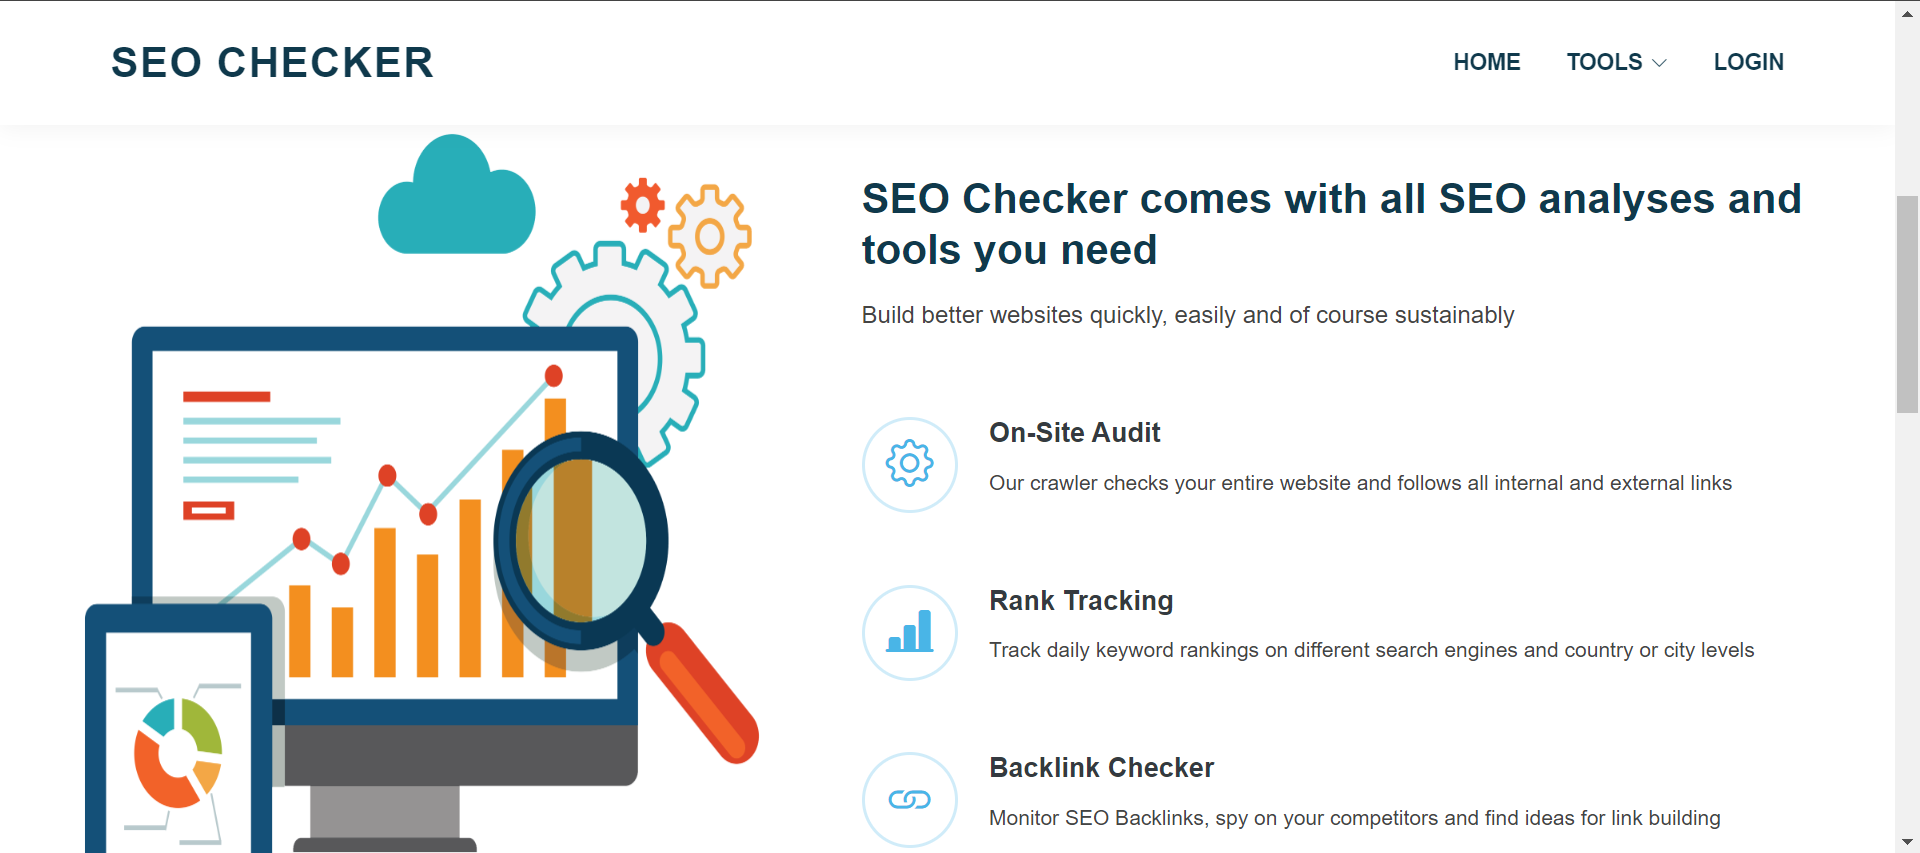 SEO CHECKER
HOME
TOOLS
LOGIN
SEO Checker comes with all SEO analyses and
tools you need
Build better websites quickly, easily and of course sustainably
On-Site Audit
Our crawler checks your entire website and follows all internal and external links
Rank Tracking
Track daily keyword rankings on different search engines and country or city levels
Backlink Checker
Monitor SEO Backlinks, spy on your competitors and find ideas for link building